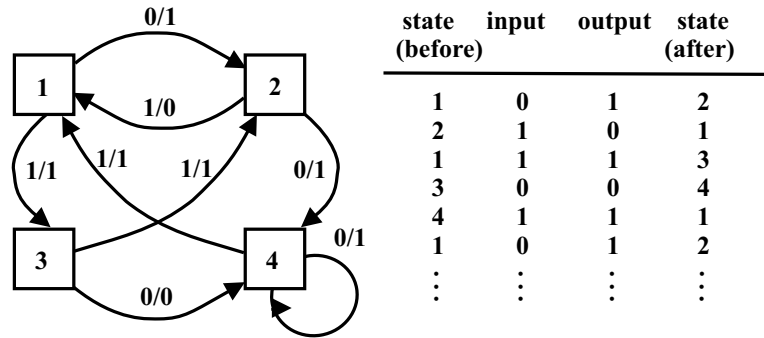 0/1
1
2
1/0
1/1
1/1
1/1
0/1
3
4
0/1
0/0
state input output state
(before) (after)
1 0 1 2
2 1 0 1
1 1 1 3
3 0 0 4
4 1 1 1
1 0 1 2
⋮ ⋮ ⋮ ⋮